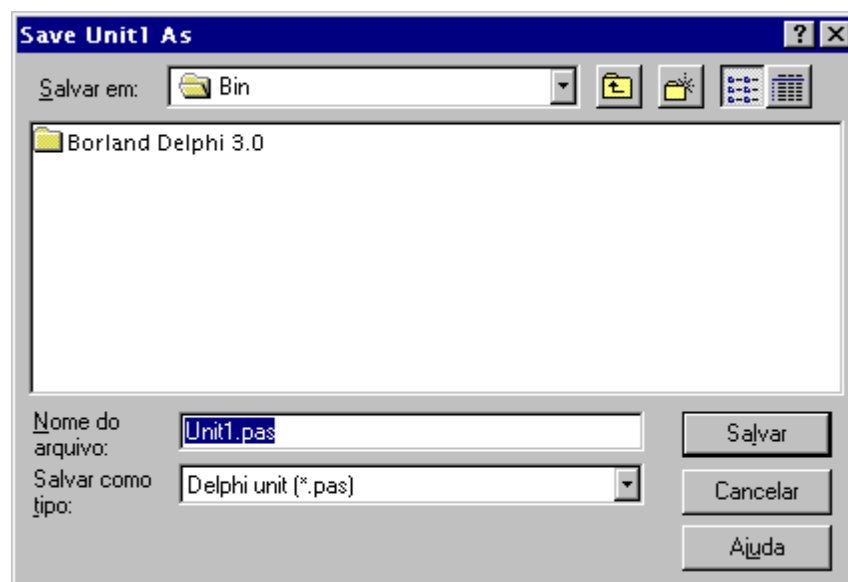 Save Unit1 As
Salvar em:
Bin
Borland Delphi 3.0
Nome do
arquivo:
Unit1.pas
Salvar
Salvar como
tipo:
Delphi unit (*.pas)
Cancelar
Ajuda